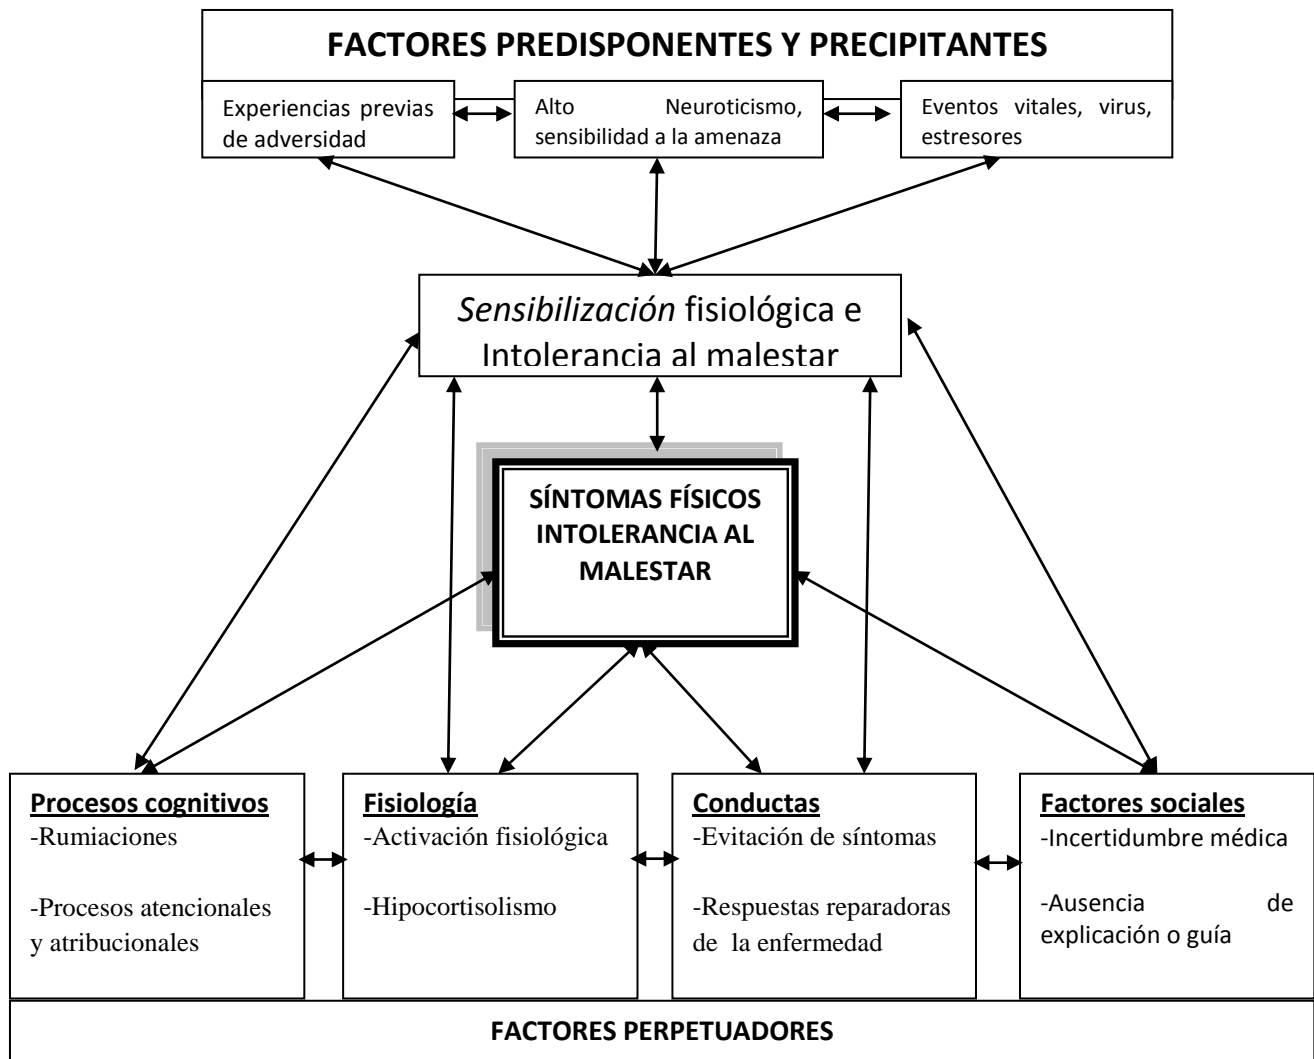 FACTORES PREDISPONENTES Y PRECIPITANTES
Experiencias previas
de adversidad
Alto Neuroticismo,
sensibilidad a la amenaza
Eventos vitales, virus,
estresores
Sensibilización fisiológica e
Intolerancia al malestar
SÍNTOMAS FÍSICOS
INTOLERANCIA AL
MALESTAR
Procesos cognitivos
-Rumiaciones
-Procesos atencionales
y atribucionales
Fisiología
-Activación fisiológica
-Hipocortisolismo
Conductas
-Evitación de síntomas
-Respuestas reparadoras
de la enfermedad
Factores sociales
-Incertidumbre médica
-Ausencia de
explicación o guía
FACTORES PERPETUADORES